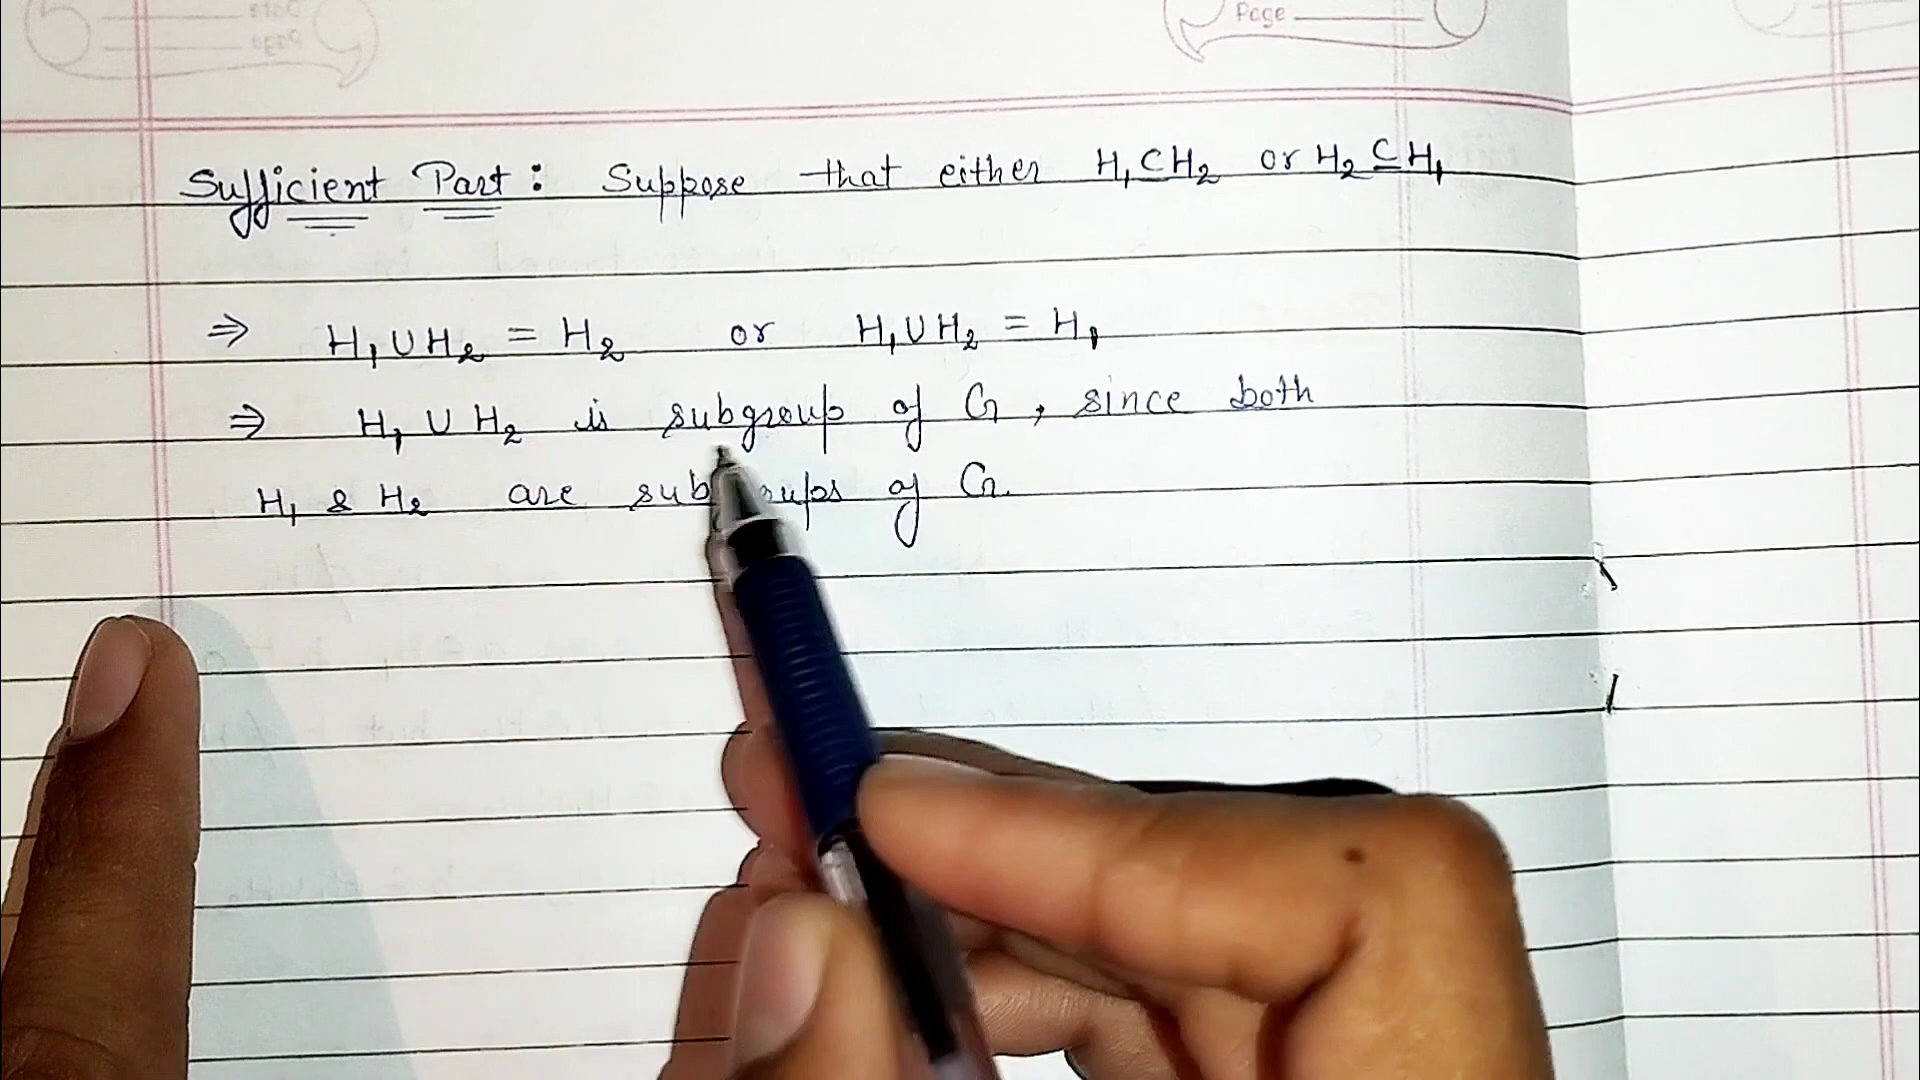 Page
Sufficient Part : Suppose that either H₁⊆H₂ or H₂⊆H₁
⇒ H₁∪H₂ = H₂ or H₁∪H₂ = H₁
⇒ H₁ ∪ H₂ is subgroup of G, since both
H₁ & H₂ are of G.